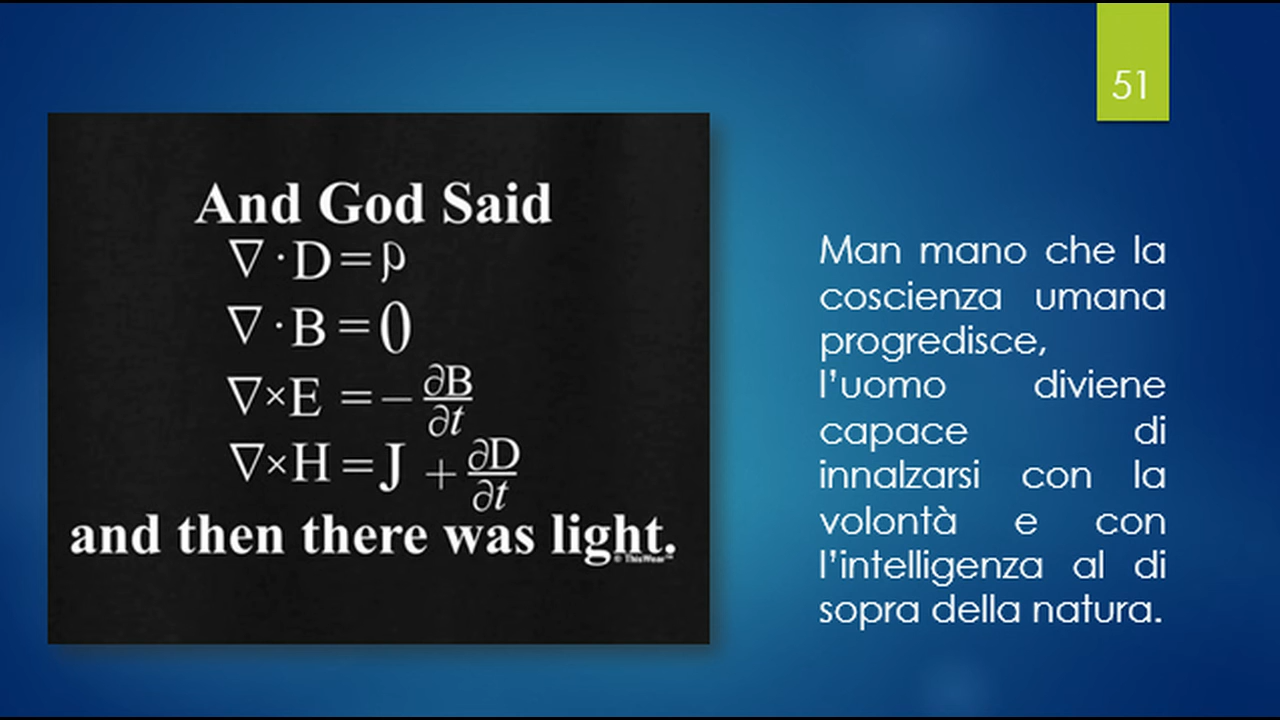 51
And God Said
∇ · D = ρ
∇ · B = 0
∇×E = − ∂B/∂t
∇×H = J + ∂D/∂t
and then there was light.
© ThisWear™
Man mano che la
coscienza umana
progredisce,
l'uomo diviene
capace di
innalzarsi con la
volontà e con
l'intelligenza al di
sopra della natura.